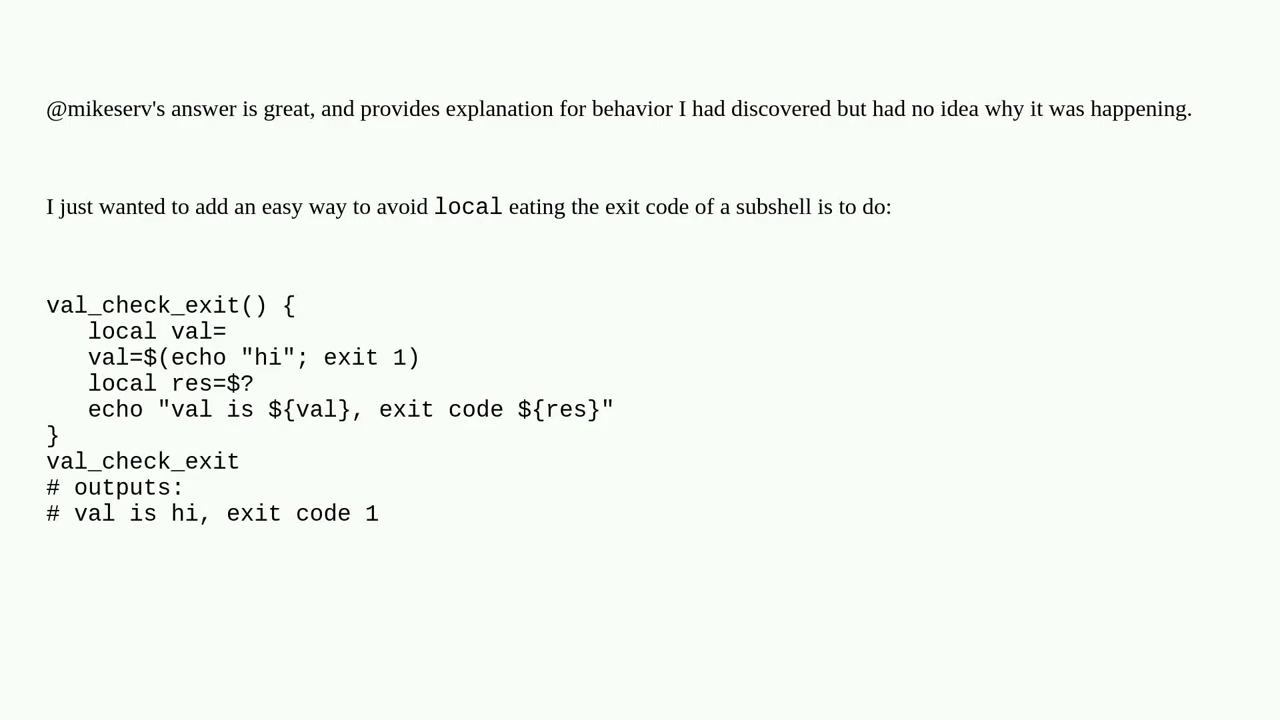 @mikeserv's answer is great, and provides explanation for behavior I had discovered but had no idea why it was happening.
I just wanted to add an easy way to avoid local eating the exit code of a subshell is to do:
val_check_exit() {
   local val=
   val=$(echo "hi"; exit 1)
   local res=$?
   echo "val is ${val}, exit code ${res}"
}
val_check_exit
# outputs:
# val is hi, exit code 1